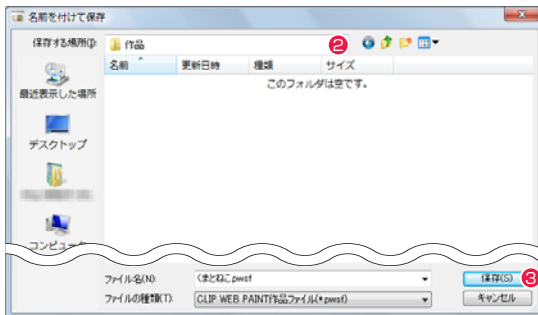 名前を付けて保存
保存する場所(I):
作品
2
名前 更新日時 種類 サイズ
このフォルダは空です。
最近表示した場所
デスクトップ
コンピュータ
ファイル名(N): くまとねこ.pwsf
保存(S)
3
ファイルの種類(T): CLIP WEB PAINT作品ファイル(*.pwsf)
キャンセル